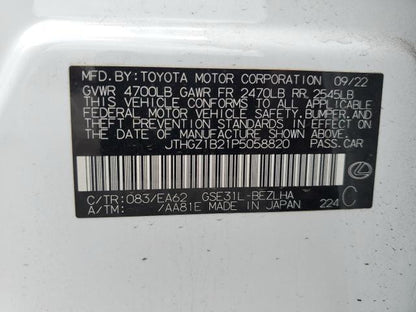 MFD. BY: TOYOTA MOTOR CORPORATION 09/22
GVWR 4700LB GAWR FR 2470LB RR 2545LB
THIS VEHICLE CONFORMS TO ALL APPLICABLE
FEDERAL MOTOR VEHICLE SAFETY, BUMPER, AND
THEFT PREVENTION STANDARDS IN EFFECT ON
THE DATE OF MANUFACTURE SHOWN ABOVE.
JTHGZ1B21P5058820 PASS. CAR
C/TR: 083/EA62 GSE31L-BEZLHA C
A/TM: /AA81E MADE IN JAPAN 224